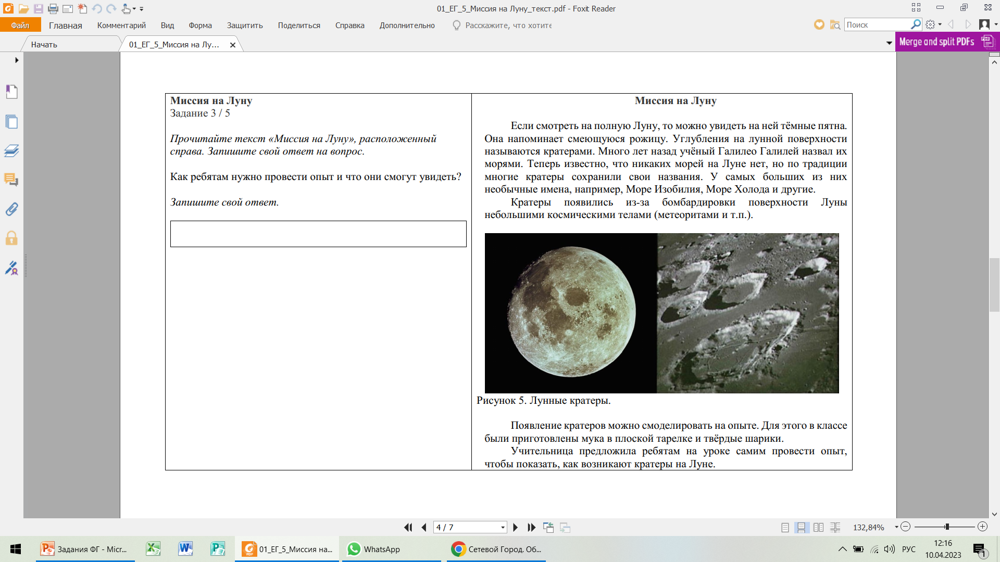 01_ЕГ_5_Миссия на Луну_текст.pdf - Foxit Reader
Файл
Главная
Комментарий
Вид
Форма
Защитить
Поделиться
Справка
Дополнительно
Расскажите, что хотите
Поиск
Начать
01_ЕГ_5_Миссия на Лу...
Merge and split PDFs
Миссия на Луну
Задание 3 / 5
Прочитайте текст «Миссия на Луну», расположенный
справа. Запишите свой ответ на вопрос.
Как ребятам нужно провести опыт и что они смогут увидеть?
Запишите свой ответ.
Миссия на Луну
Если смотреть на полную Луну, то можно увидеть на ней тёмные пятна.
Она напоминает смеющуюся рожицу. Углубления на лунной поверхности
называются кратерами. Много лет назад учёный Галилео Галилей назвал их
морями. Теперь известно, что никаких морей на Луне нет, но по традиции
многие кратеры сохранили свои названия. У самых больших из них
необычные имена, например, Море Изобилия, Море Холода и другие.
Кратеры появились из-за бомбардировки поверхности Луны
небольшими космическими телами (метеоритами и т.п.).
Рисунок 5. Лунные кратеры.
Появление кратеров можно смоделировать на опыте. Для этого в классе
были приготовлены мука в плоской тарелке и твёрдые шарики.
Учительница предложила ребятам на уроке самим провести опыт,
чтобы показать, как возникают кратеры на Луне.
4 / 7
132,84%
Задания ФГ - Micr...
01_ЕГ_5_Миссия на...
WhatsApp
Сетевой Город. Об...
РУС
12:16
10.04.2023
1